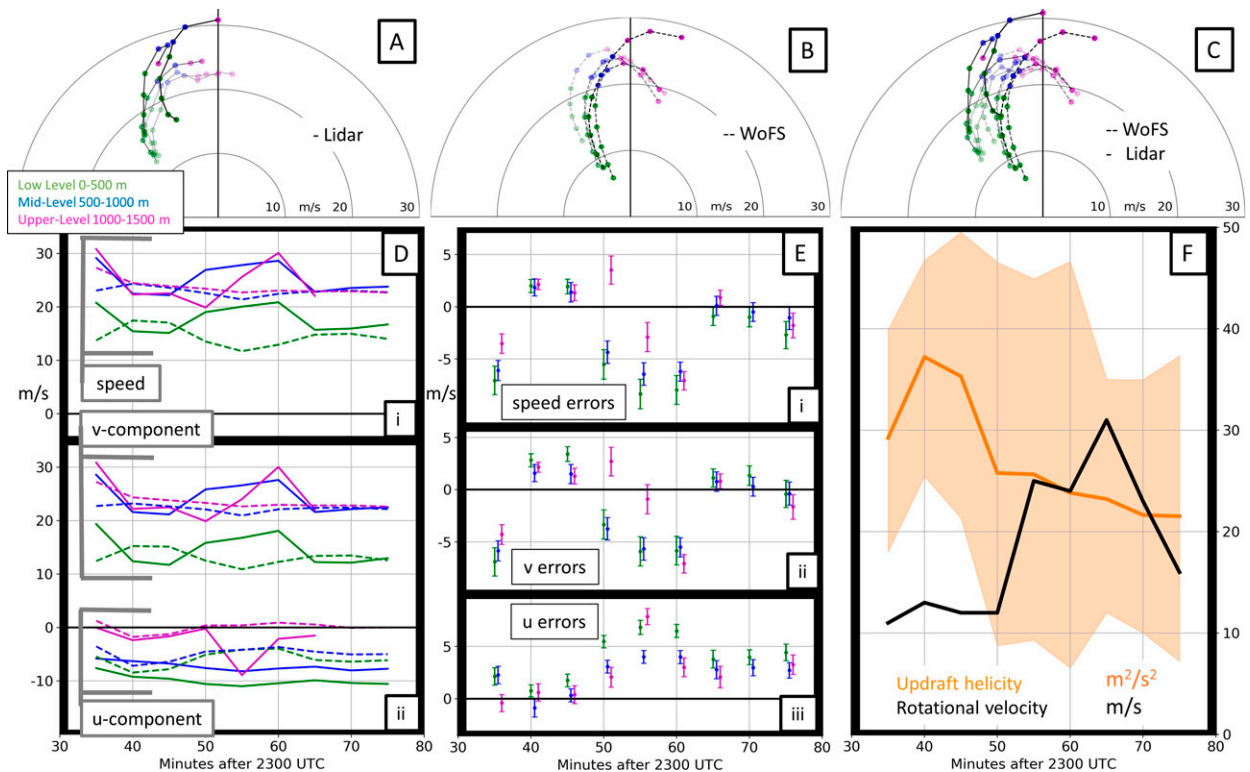 A
- Lidar
10 m/s 20 30
Low Level 0-500 m
Mid-Level 500-1000 m
Upper-Level 1000-1500 m
B
-- WoFS
10 m/s 20 30
C
-- WoFS
- Lidar
10 m/s 20 30
D
30
20
10
m/s
0
speed
i
v-component
30
20
10
0
-10
u-component
ii
30 40 50 60 70 80
Minutes after 2300 UTC
E
5
0
-5
m/s
speed errors
i
5
0
-5
v errors
ii
5
0
u errors
iii
30 40 50 60 70 80
Minutes after 2300 UTC
F
50
40
30
20
10
0
Updraft helicity m²/s²
Rotational velocity m/s
30 40 50 60 70 80
Minutes after 2300 UTC